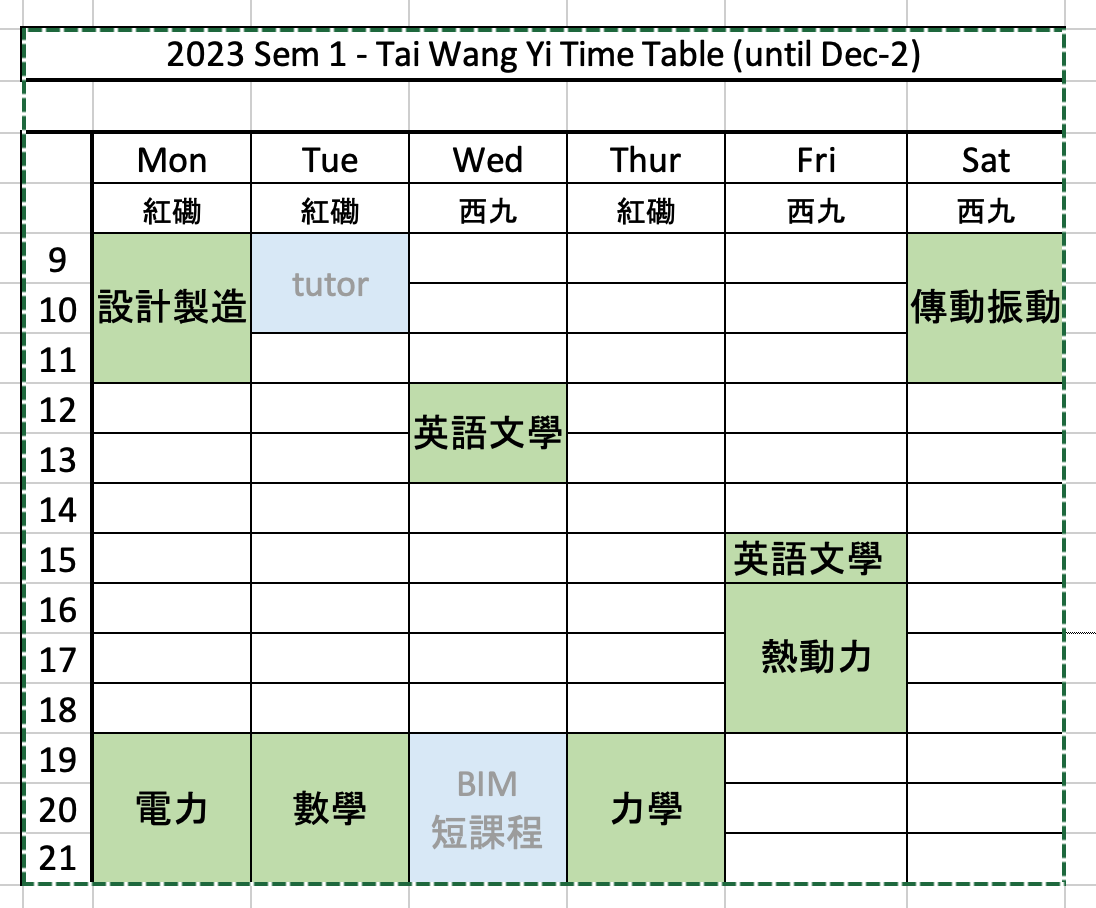 2023 Sem 1 - Tai Wang Yi Time Table (until Dec-2)
Mon Tue Wed Thur Fri Sat
紅磡 紅磡 西九 紅磡 西九 西九
9
tutor
10 設計製造 傳動振動
11
12
英語文學
13
14
15 英語文學
16
17 熱動力
18
19
BIM
20 電力 數學 力學
短課程
21